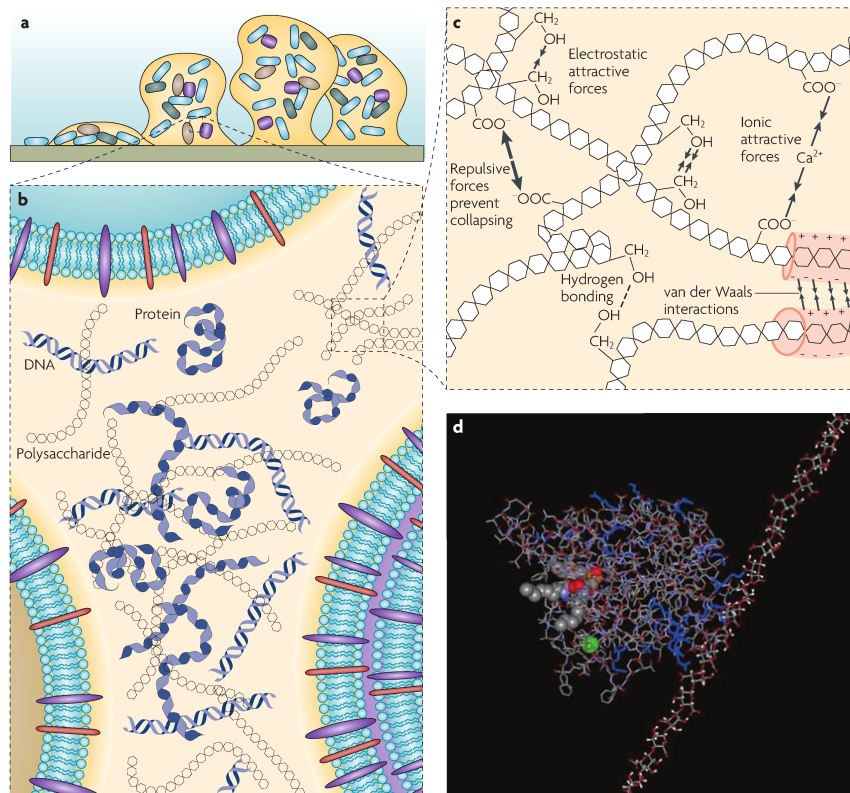 a
b
Protein
DNA
Polysaccharide
c
CH₂
OH
Electrostatic
attractive
forces
CH₂
OH
COO⁻
COO⁻
Repulsive
forces
prevent
collapsing
⁻OOC
CH₂
OH
CH₂
OH
Ionic
attractive
forces
Ca²⁺
COO⁻
CH₂
OH
Hydrogen
bonding
OH
CH₂
van der Waals
interactions
+ + + +
- - - -
+ + + +
- - - -
d